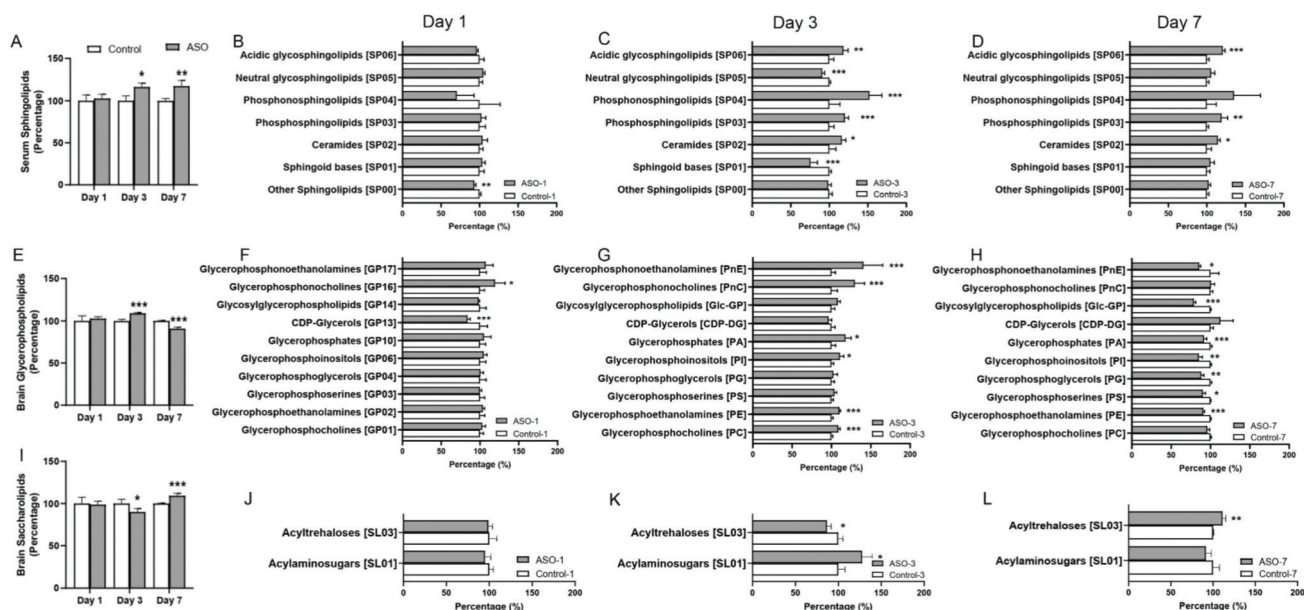 Day 1
Day 3
Day 7
A
Control
ASO
Serum Sphingolipids
(Percentage)
150
100
50
0
Day 1 Day 3 Day 7
*
**
B
Acidic glycosphingolipids [SP06]
Neutral glycosphingolipids [SP05]
Phosphonosphingolipids [SP04]
Phosphosphingolipids [SP03]
Ceramides [SP02]
Sphingoid bases [SP01]
Other Sphingolipids [SP00]
**
ASO-1
Control-1
0 50 100 150 200
Percentage (%)
C
Acidic glycosphingolipids [SP06]
Neutral glycosphingolipids [SP05]
Phosphonosphingolipids [SP04]
Phosphosphingolipids [SP03]
Ceramides [SP02]
Sphingoid bases [SP01]
Other Sphingolipids [SP00]
**
***
***
***
*
***
ASO-3
Control-3
0 50 100 150 200
Percentage (%)
D
Acidic glycosphingolipids [SP06]
Neutral glycosphingolipids [SP05]
Phosphonosphingolipids [SP04]
Phosphosphingolipids [SP03]
Ceramides [SP02]
Sphingoid bases [SP01]
Other Sphingolipids [SP00]
***
**
*
ASO-7
Control-7
0 50 100 150 200
Percentage (%)
E
Brain Glycerophospholipids
(Percentage)
150
100
50
0
Day 1 Day 3 Day 7
***
***
F
Glycerophosphonoethanolamines [GP17]
Glycerophosphonocholines [GP16]
Glycosylglycerophospholipids [GP14]
CDP-Glycerols [GP13]
Glycerophosphates [GP10]
Glycerophosphoinositols [GP06]
Glycerophosphoglycerols [GP04]
Glycerophosphoserines [GP03]
Glycerophosphoethanolamines [GP02]
Glycerophosphocholines [GP01]
*
***
ASO-1
Control-1
0 50 100 150 200
Percentage (%)
G
Glycerophosphonoethanolamines [PnE]
Glycerophosphonocholines [PnC]
Glycosylglycerophospholipids [Glc-GP]
CDP-Glycerols [CDP-DG]
Glycerophosphates [PA]
Glycerophosphoinositols [PI]
Glycerophosphoglycerols [PG]
Glycerophosphoserines [PS]
Glycerophosphoethanolamines [PE]
Glycerophosphocholines [PC]
***
***
*
*
***
***
ASO-3
Control-3
0 50 100 150 200
Percentage (%)
H
Glycerophosphonoethanolamines [PnE]
Glycerophosphonocholines [PnC]
Glycosylglycerophospholipids [Glc-GP]
CDP-Glycerols [CDP-DG]
Glycerophosphates [PA]
Glycerophosphoinositols [PI]
Glycerophosphoglycerols [PG]
Glycerophosphoserines [PS]
Glycerophosphoethanolamines [PE]
Glycerophosphocholines [PC]
*
***
***
**
**
*
***
ASO-7
Control-7
0 50 100 150 200
Percentage (%)
I
Brain Saccharolipids
(Percentage)
150
100
50
0
Day 1 Day 3 Day 7
*
***
J
Acyltrehaloses [SL03]
Acylaminosugars [SL01]
ASO-1
Control-1
0 50 100 150 200
Percentage (%)
K
Acyltrehaloses [SL03]
Acylaminosugars [SL01]
*
*
ASO-3
Control-3
0 50 100 150 200
Percentage (%)
L
Acyltrehaloses [SL03]
Acylaminosugars [SL01]
**
ASO-7
Control-7
0 50 100 150 200
Percentage (%)